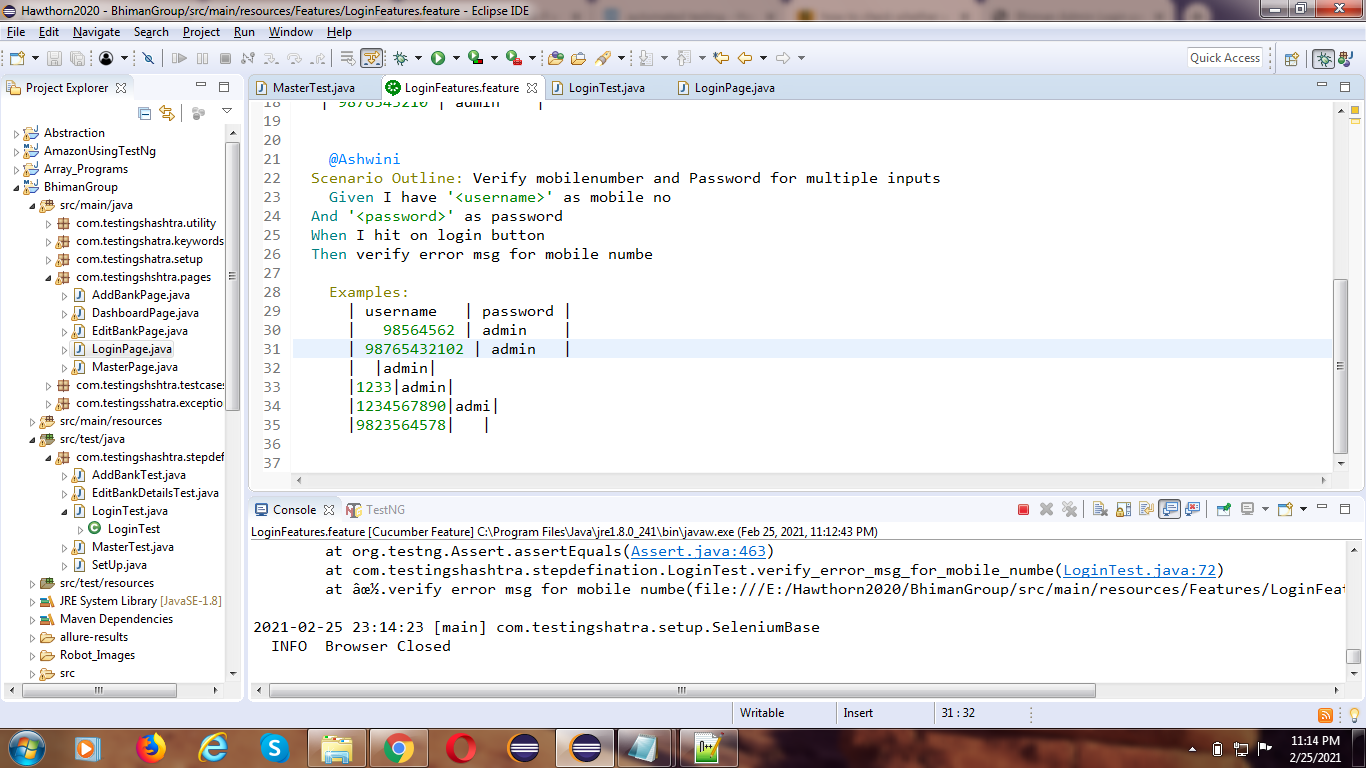 Hawthorn2020 - BhimanGroup/src/main/resources/Features/LoginFeatures.feature - Eclipse IDE
File Edit Navigate Search Project Run Window Help
Quick Access
Project Explorer
MasterTest.java LoginFeatures.feature LoginTest.java LoginPage.java
Abstraction
AmazonUsingTestNg
Array_Programs
BhimanGroup
src/main/java
com.testingshashtra.utility
com.testingshatra.keywords
com.testingshatra.setup
com.testingshshtra.pages
AddBankPage.java
DashboardPage.java
EditBankPage.java
LoginPage.java
MasterPage.java
com.testingshshtra.testcases
com.testingsshatra.exceptio
src/main/resources
src/test/java
com.testingshashtra.stepdef
AddBankTest.java
EditBankDetailsTest.java
LoginTest.java
LoginTest
MasterTest.java
SetUp.java
src/test/resources
JRE System Library [JavaSE-1.8]
Maven Dependencies
allure-results
Robot_Images
src
18 | 9876543210 | admin |
19
20
21 @Ashwini
22 Scenario Outline: Verify mobilenumber and Password for multiple inputs
23 Given I have '<username>' as mobile no
24 And '<password>' as password
25 When I hit on login button
26 Then verify error msg for mobile numbe
27
28 Examples:
29 | username | password |
30 | 98564562 | admin |
31 | 98765432102 | admin |
32 | |admin|
33 |1233|admin|
34 |1234567890|admi|
35 |9823564578| |
36
37
Console TestNG
LoginFeatures.feature [Cucumber Feature] C:\Program Files\Java\jre1.8.0_241\bin\javaw.exe (Feb 25, 2021, 11:12:43 PM)
at org.testng.Assert.assertEquals(Assert.java:463)
at com.testingshashtra.stepdefination.LoginTest.verify_error_msg_for_mobile_numbe(LoginTest.java:72)
at âœ½.verify error msg for mobile numbe(file:///E:/Hawthorn2020/BhimanGroup/src/main/resources/Features/LoginFeat
2021-02-25 23:14:23 [main] com.testingshatra.setup.SeleniumBase
INFO Browser Closed
Writable Insert 31 : 32
11:14 PM
2/25/2021